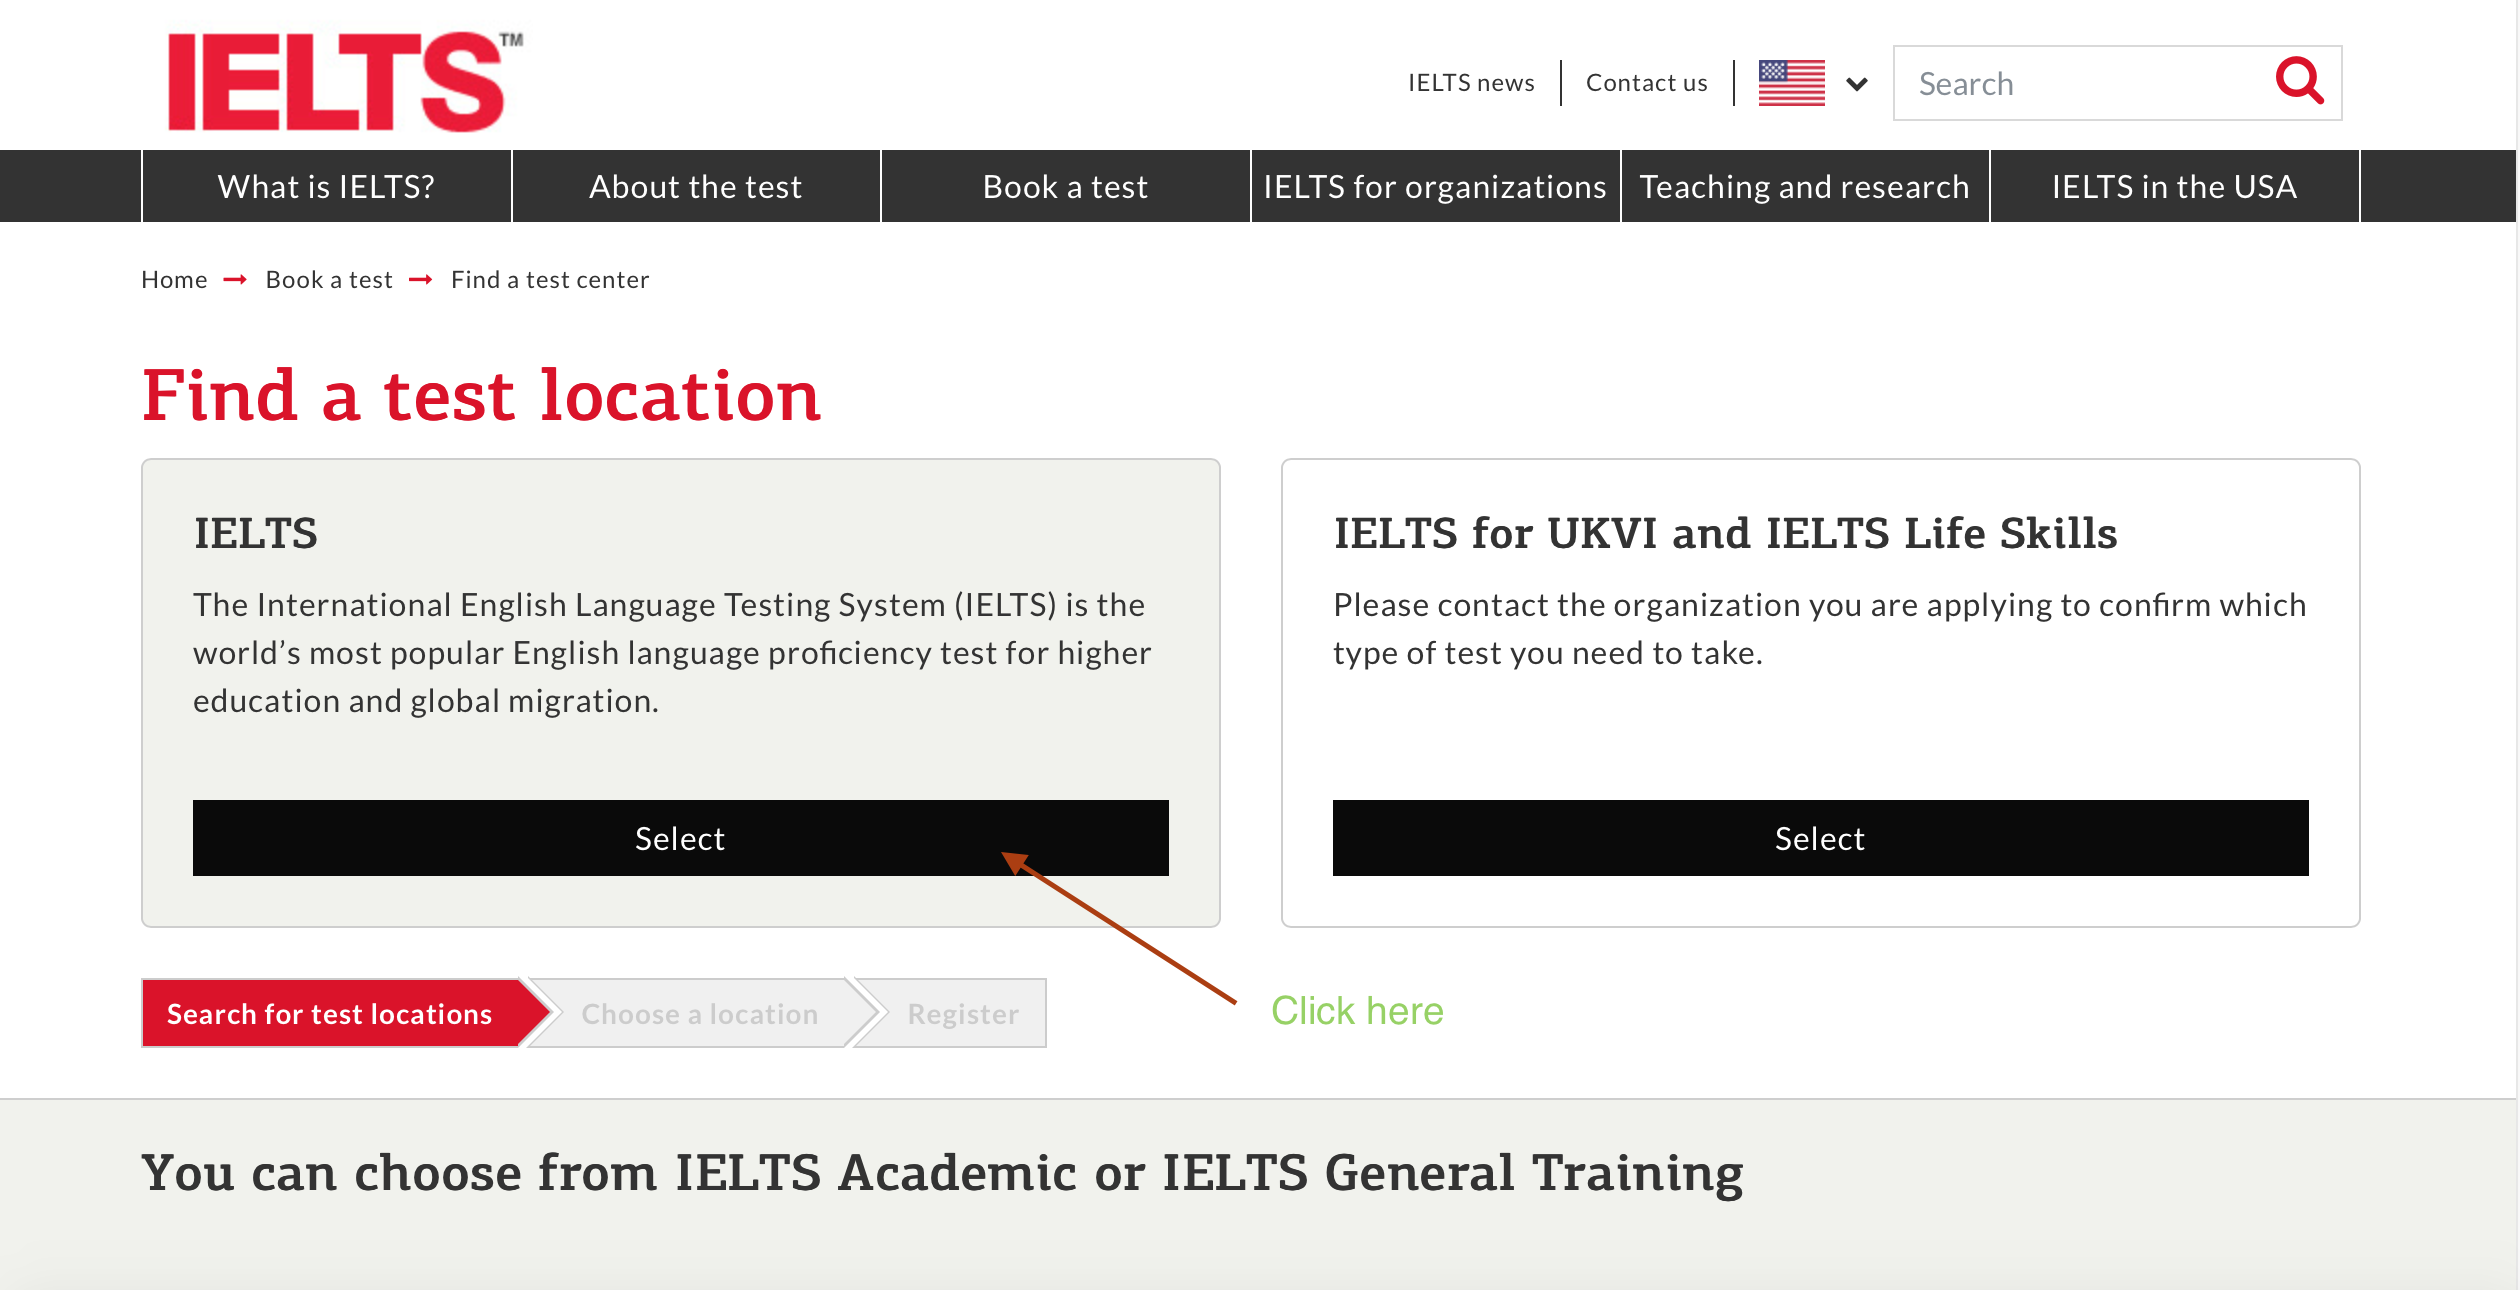 IELTS™
IELTS news
Contact us
Search
What is IELTS?
About the test
Book a test
IELTS for organizations
Teaching and research
IELTS in the USA
Home → Book a test → Find a test center
Find a test location
IELTS
The International English Language Testing System (IELTS) is the
world’s most popular English language proficiency test for higher
education and global migration.
Select
IELTS for UKVI and IELTS Life Skills
Please contact the organization you are applying to confirm which
type of test you need to take.
Select
Search for test locations
Choose a location
Register
Click here
You can choose from IELTS Academic or IELTS General Training